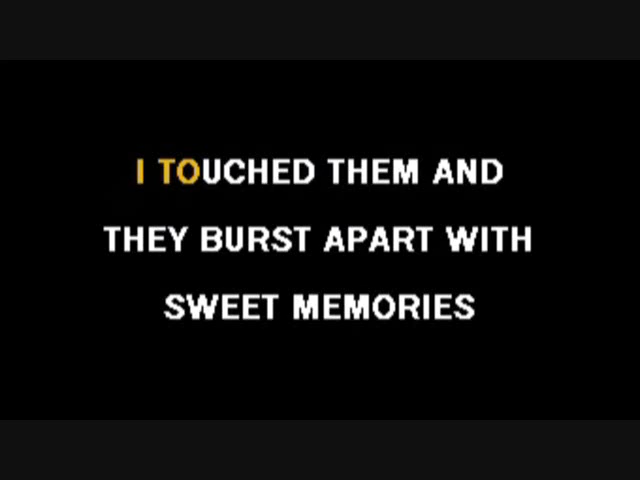 I TOUCHED THEM AND
THEY BURST APART WITH
SWEET MEMORIES